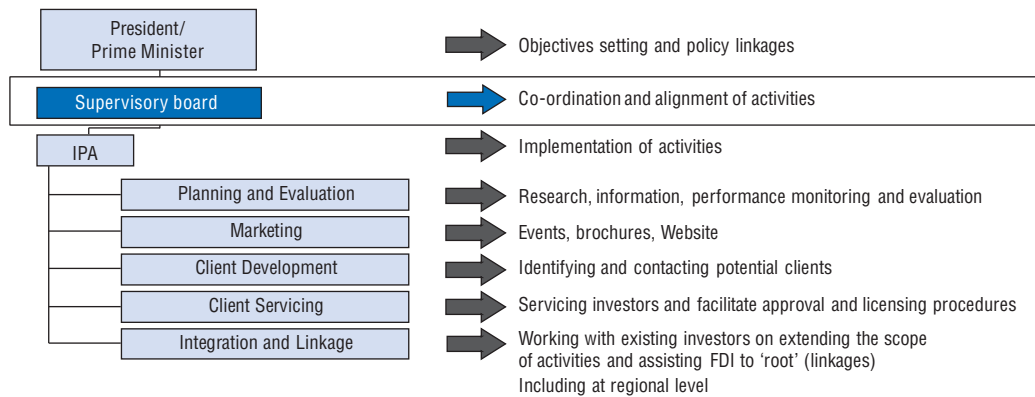 President/
Prime Minister
Objectives setting and policy linkages
Supervisory board
Co-ordination and alignment of activities
IPA
Implementation of activities
Planning and Evaluation
Research, information, performance monitoring and evaluation
Marketing
Events, brochures, Website
Client Development
Identifying and contacting potential clients
Client Servicing
Servicing investors and facilitate approval and licensing procedures
Integration and Linkage
Working with existing investors on extending the scope
of activities and assisting FDI to ‘root’ (linkages)
Including at regional level